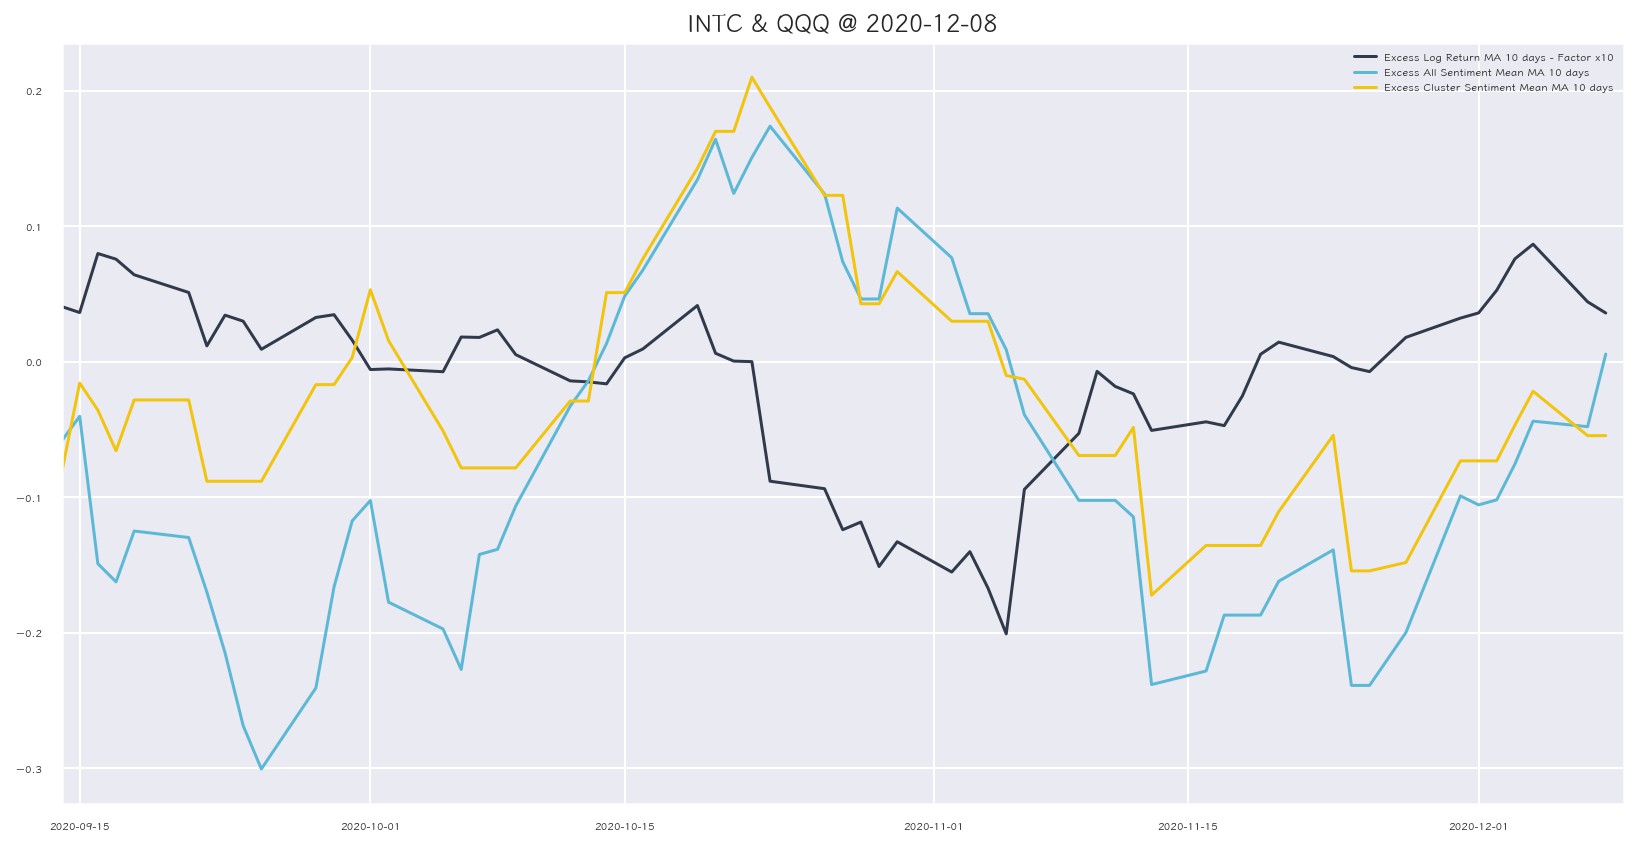 INTC & QQQ @ 2020-12-08
Excess Log Return MA 10 days - Factor x10
Excess All Sentiment Mean MA 10 days
Excess Cluster Sentiment Mean MA 10 days
0.2
0.1
0.0
−0.1
−0.2
−0.3
2020-09-15 2020-10-01 2020-10-15 2020-11-01 2020-11-15 2020-12-01